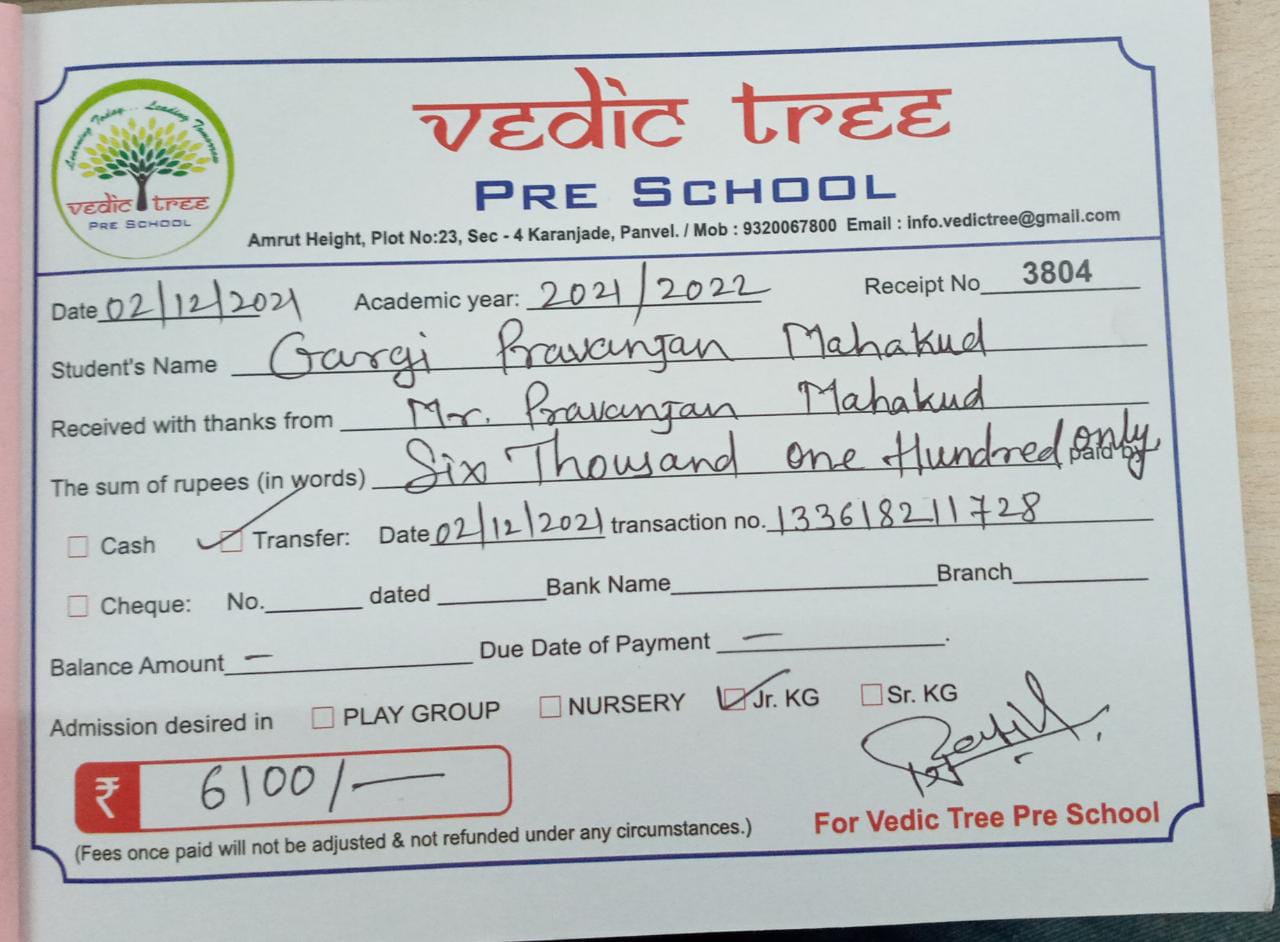 Learning Today... Leading Tomorrow
vedic tree
PRE SCHOOL
vedic tree
PRE SCHOOL
Amrut Height, Plot No:23, Sec - 4 Karanjade, Panvel. / Mob : 9320067800 Email : info.vedictree@gmail.com
Date 02/12/2021 Academic year: 2021/2022 Receipt No 3804
Student's Name Gargi Pravanjan Mahakud
Received with thanks from Mr. Pravanjan Mahakud
The sum of rupees (in words) Six Thousand one Hundred only paid by
Cash Transfer: Date 02/12/2021 transaction no. 133618211728
Cheque: No. dated Bank Name Branch
Balance Amount — Due Date of Payment — .
Admission desired in PLAY GROUP NURSERY Jr. KG Sr. KG
₹ 6100/—
(Fees once paid will not be adjusted & not refunded under any circumstances.)
For Vedic Tree Pre School